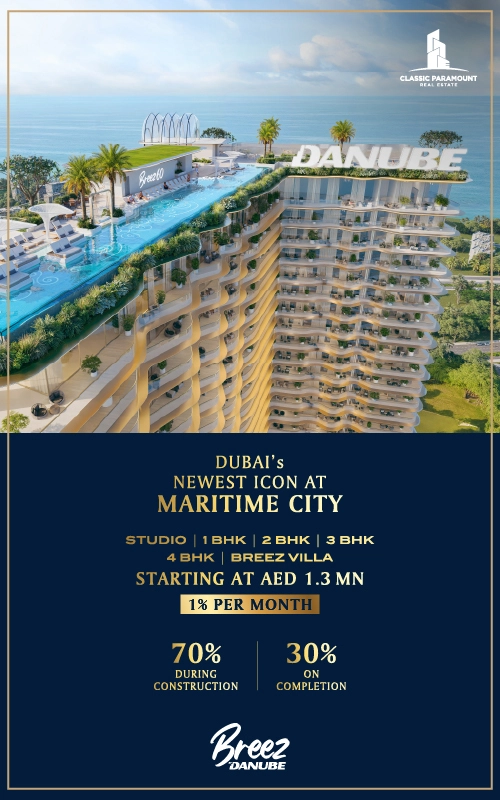 CLASSIC PARAMOUNT
REAL ESTATE
DANUBE
DUBAI's
NEWEST ICON AT
MARITIME CITY
STUDIO | 1 BHK | 2 BHK | 3 BHK
4 BHK | BREEZ VILLA
STARTING AT AED 1.3 MN
1% PER MONTH
70%
DURING
CONSTRUCTION
30%
ON
COMPLETION
Breez
BY DANUBE